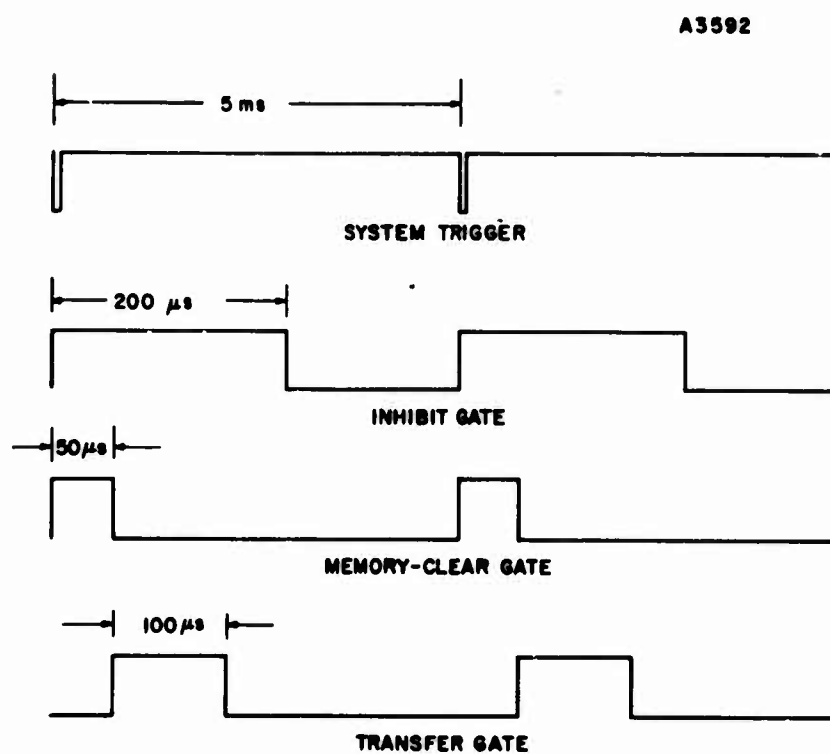 A3592
5 ms
SYSTEM TRIGGER
200 μs
INHIBIT GATE
50μs
MEMORY-CLEAR GATE
100μs
TRANSFER GATE